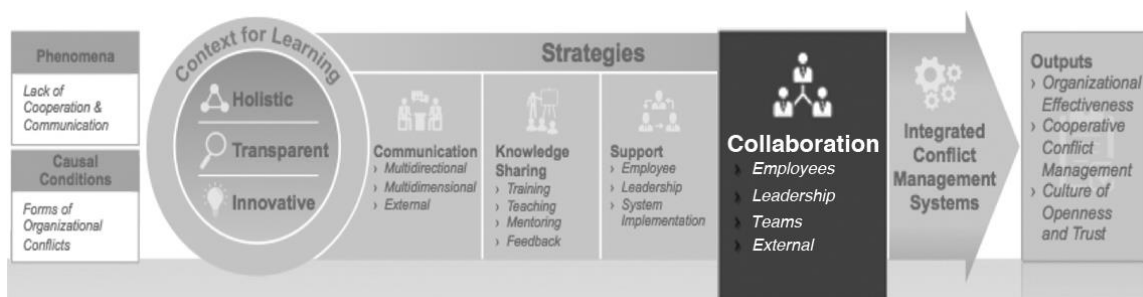 Phenomena
Lack of
Cooperation &
Communication
Causal
Conditions
Forms of
Organizational
Conflicts
Context for Learning
Holistic
Transparent
Innovative
Strategies
Communication
› Multidirectional
› Multidimensional
› External
Knowledge
Sharing
› Training
› Teaching
› Mentoring
› Feedback
Support
› Employee
› Leadership
› System
Implementation
Collaboration
› Employees
› Leadership
› Teams
› External
Integrated
Conflict
Management
Systems
Outputs
› Organizational
Effectiveness
› Cooperative
Conflict
Management
› Culture of
Openness
and Trust